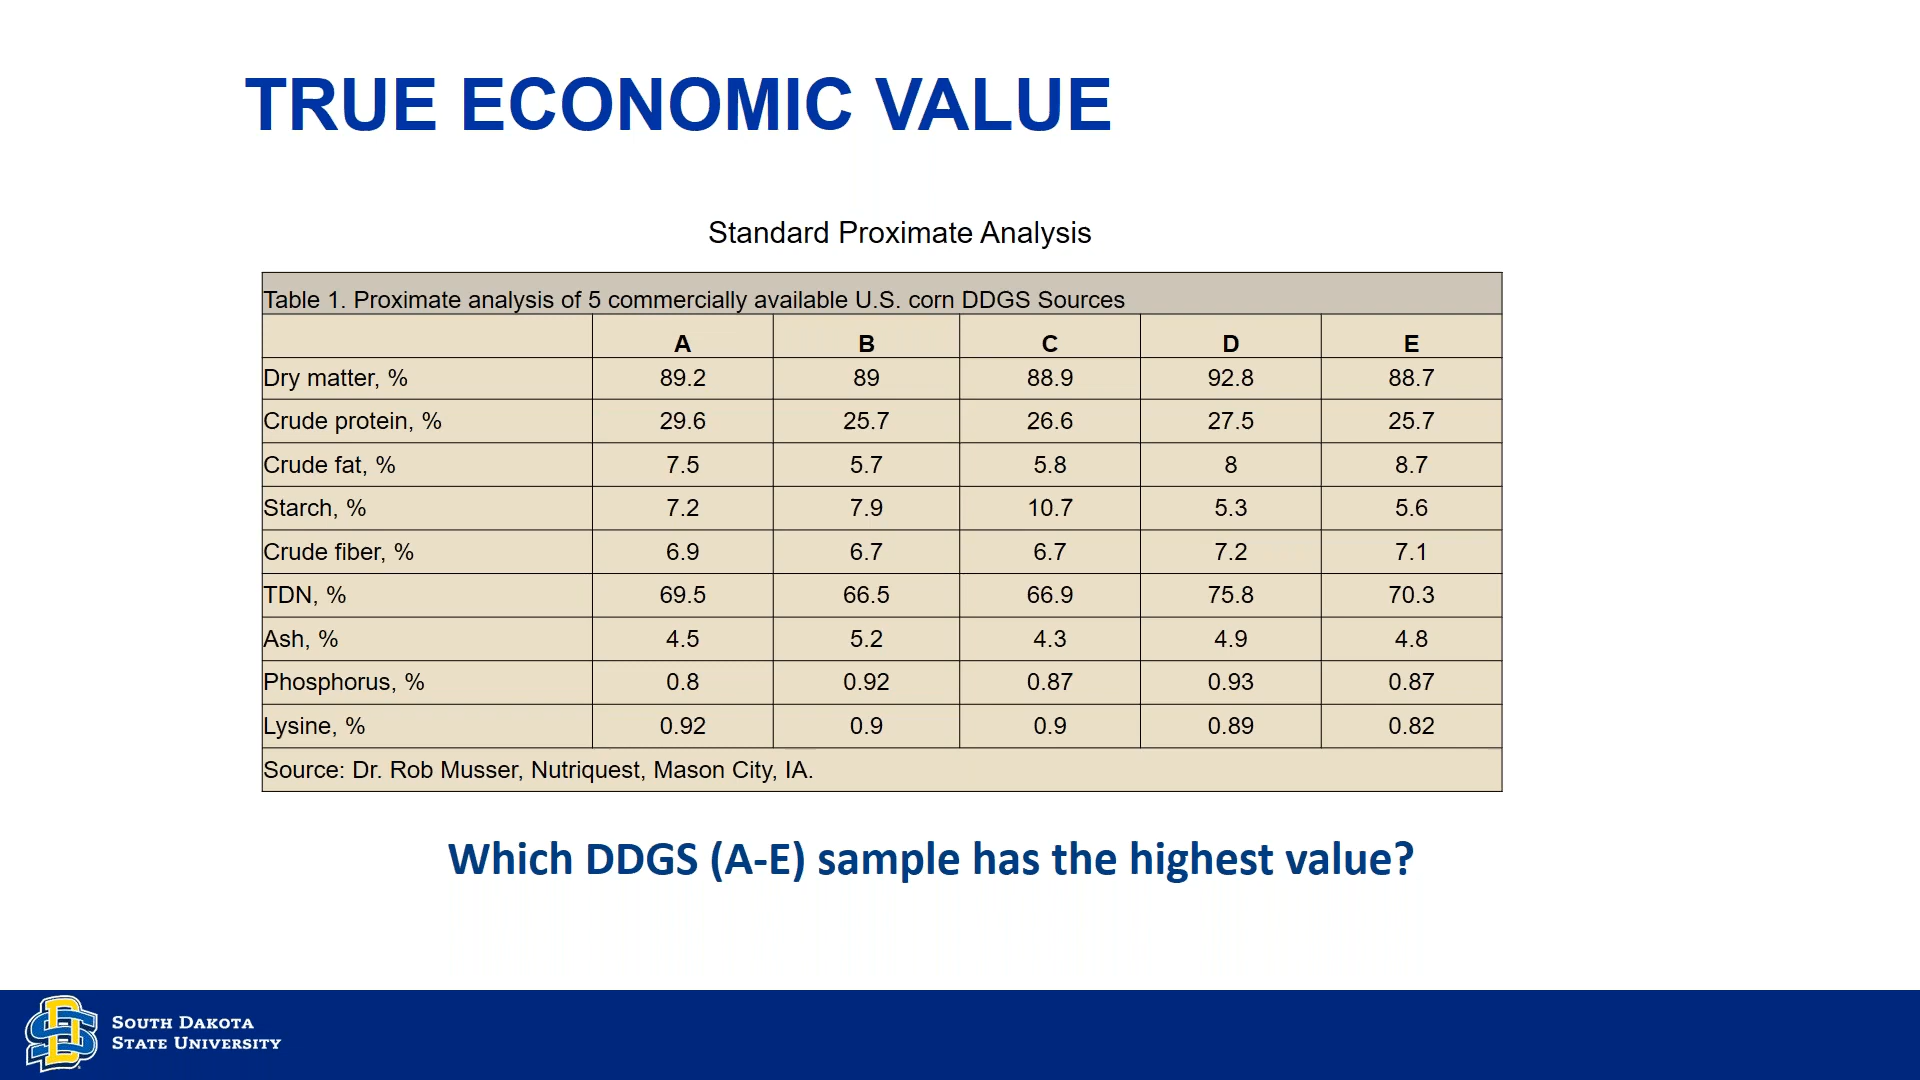 TRUE ECONOMIC VALUE
Standard Proximate Analysis
Table 1. Proximate analysis of 5 commercially available U.S. corn DDGS Sources
A B C D E
Dry matter, % 89.2 89 88.9 92.8 88.7
Crude protein, % 29.6 25.7 26.6 27.5 25.7
Crude fat, % 7.5 5.7 5.8 8 8.7
Starch, % 7.2 7.9 10.7 5.3 5.6
Crude fiber, % 6.9 6.7 6.7 7.2 7.1
TDN, % 69.5 66.5 66.9 75.8 70.3
Ash, % 4.5 5.2 4.3 4.9 4.8
Phosphorus, % 0.8 0.92 0.87 0.93 0.87
Lysine, % 0.92 0.9 0.9 0.89 0.82
Source: Dr. Rob Musser, Nutriquest, Mason City, IA.
Which DDGS (A-E) sample has the highest value?
SOUTH DAKOTA
STATE UNIVERSITY